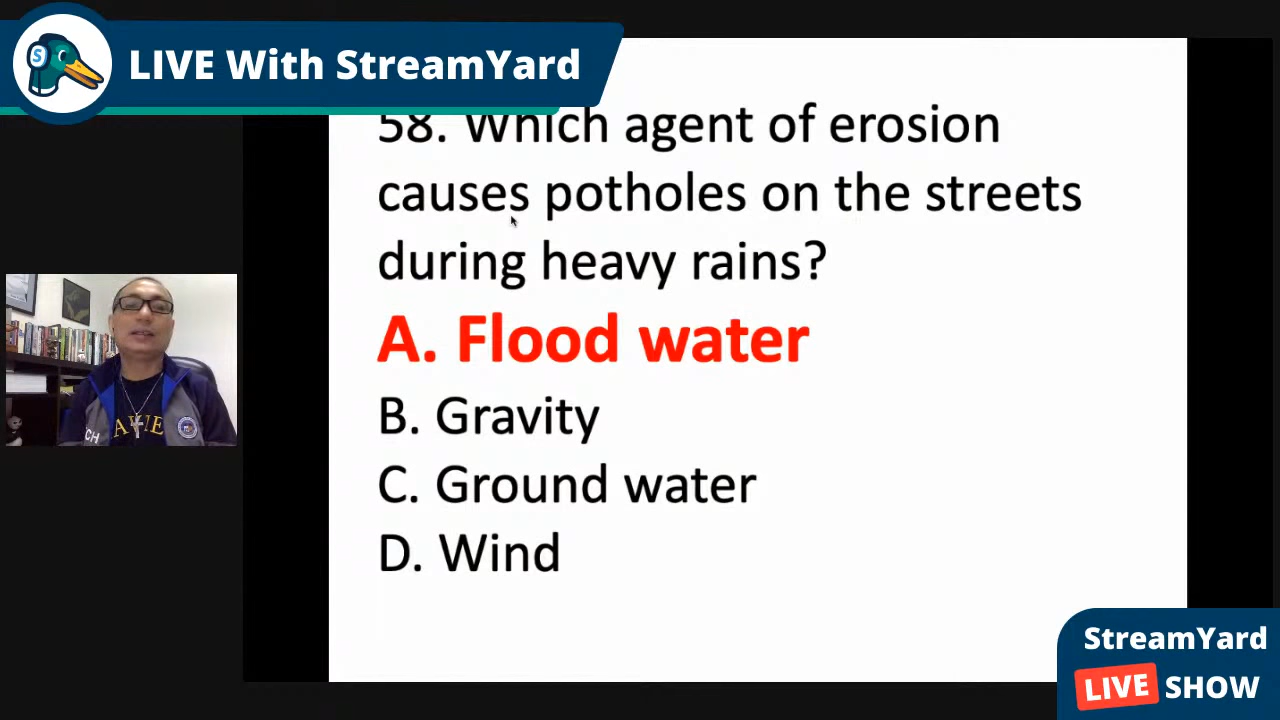 S
LIVE With StreamYard
58. Which agent of erosion
causes potholes on the streets
during heavy rains?
A. Flood water
B. Gravity
C. Ground water
D. Wind
CH
StreamYard
LIVE SHOW